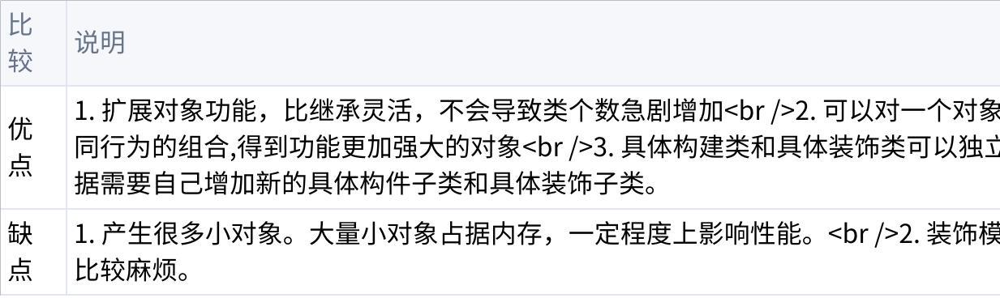 比
较
说明
优
点
1. 扩展对象功能，比继承灵活，不会导致类个数急剧增加<br />2. 可以对一个对象
同行为的组合,得到功能更加强大的对象<br />3. 具体构建类和具体装饰类可以独立
据需要自己增加新的具体构件子类和具体装饰子类。
缺
点
1. 产生很多小对象。大量小对象占据内存，一定程度上影响性能。<br />2. 装饰模
比较麻烦。